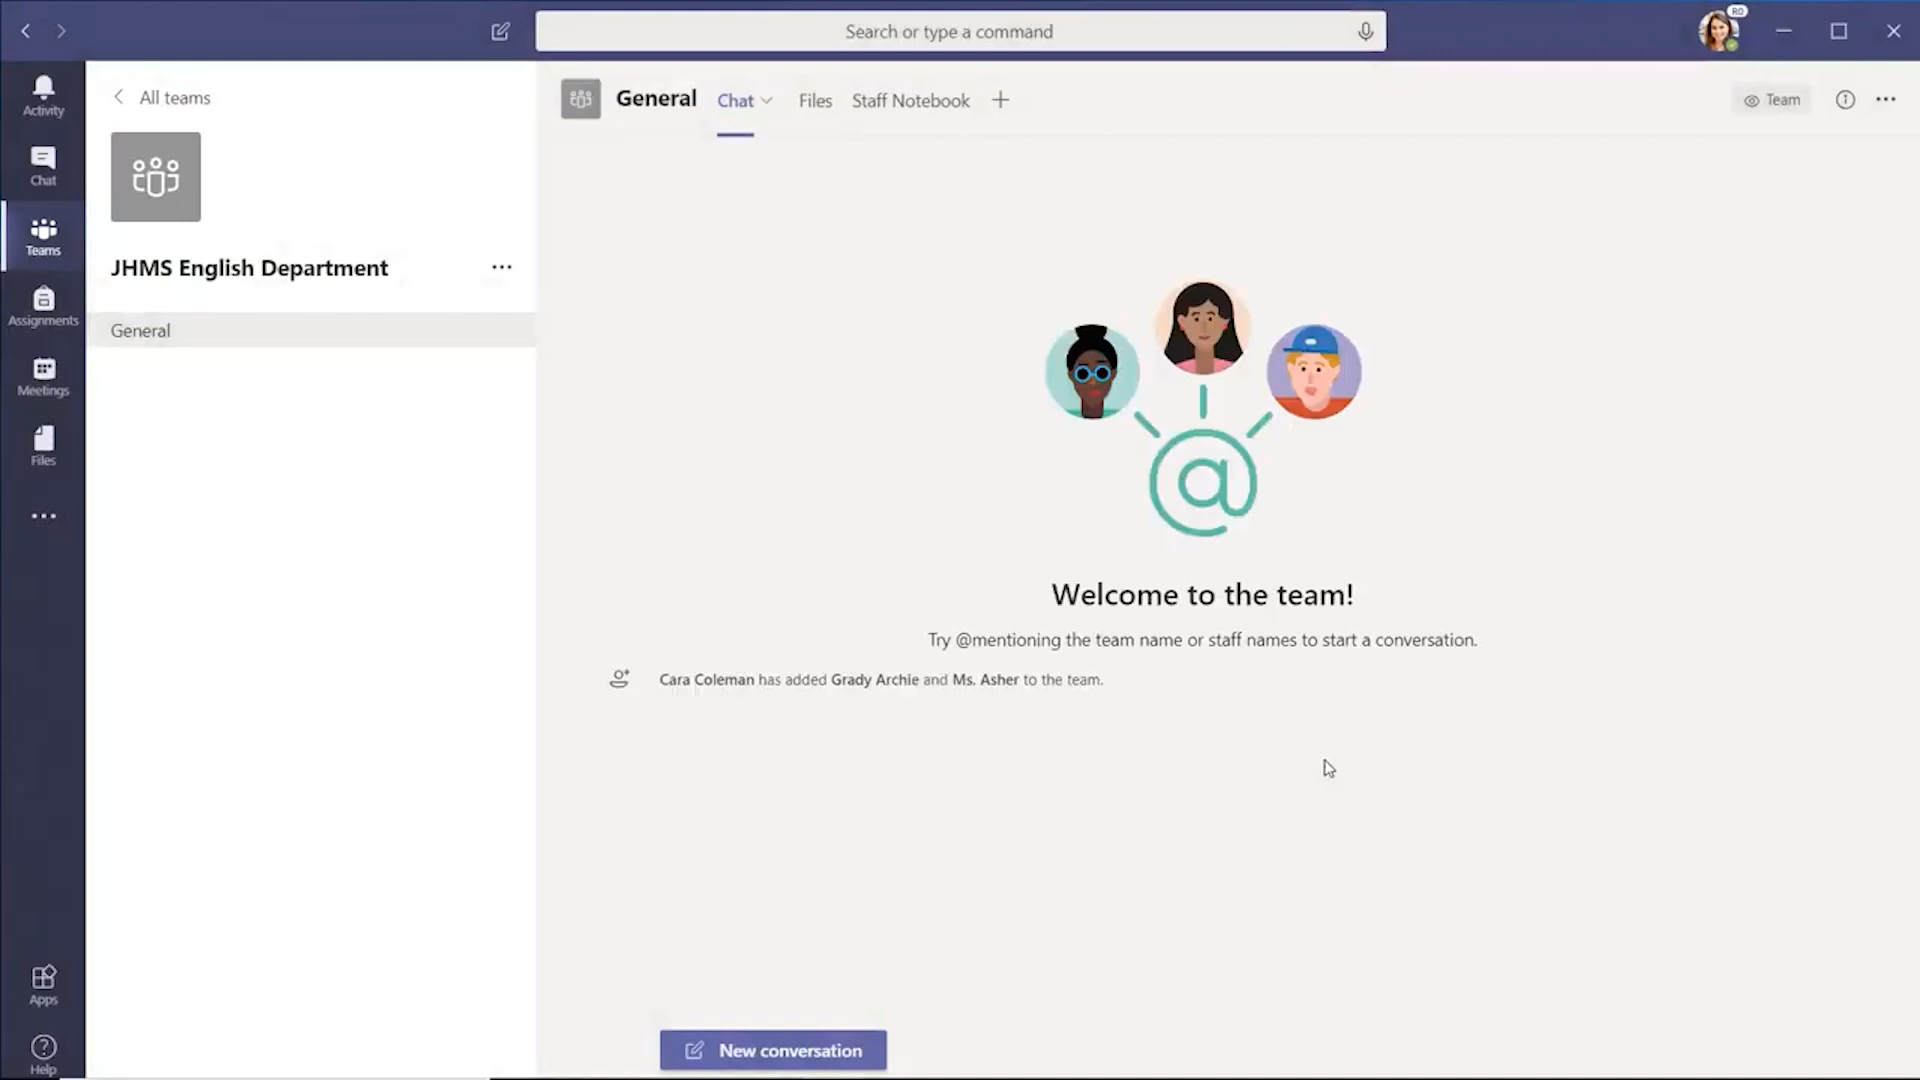 Search or type a command
RO
Activity
Chat
Teams
Assignments
Meetings
Files
Apps
Help
All teams
JHMS English Department
General
General
Chat
Files
Staff Notebook
Team
@
Welcome to the team!
Try @mentioning the team name or staff names to start a conversation.
Cara Coleman has added Grady Archie and Ms. Asher to the team.
New conversation